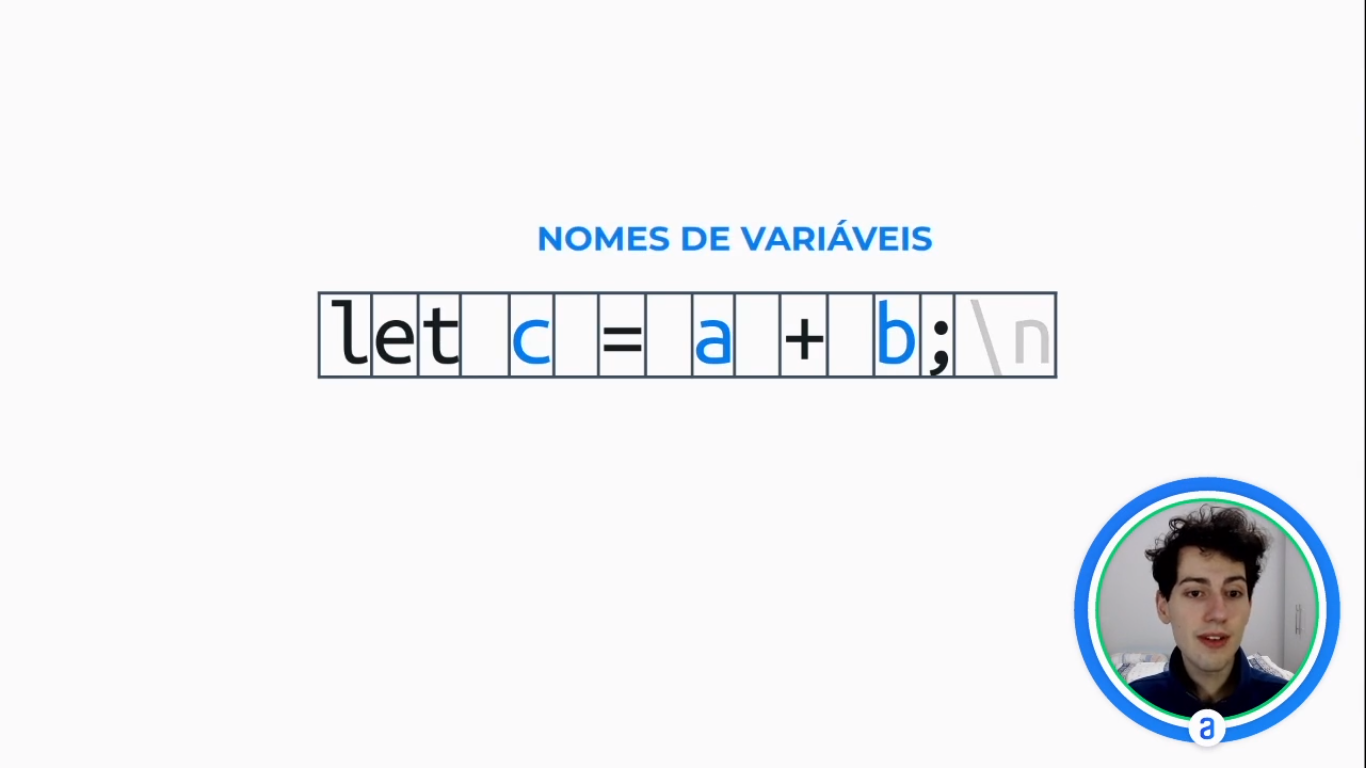 NOMES DE VARIÁVEIS
let c = a + b;\n
a